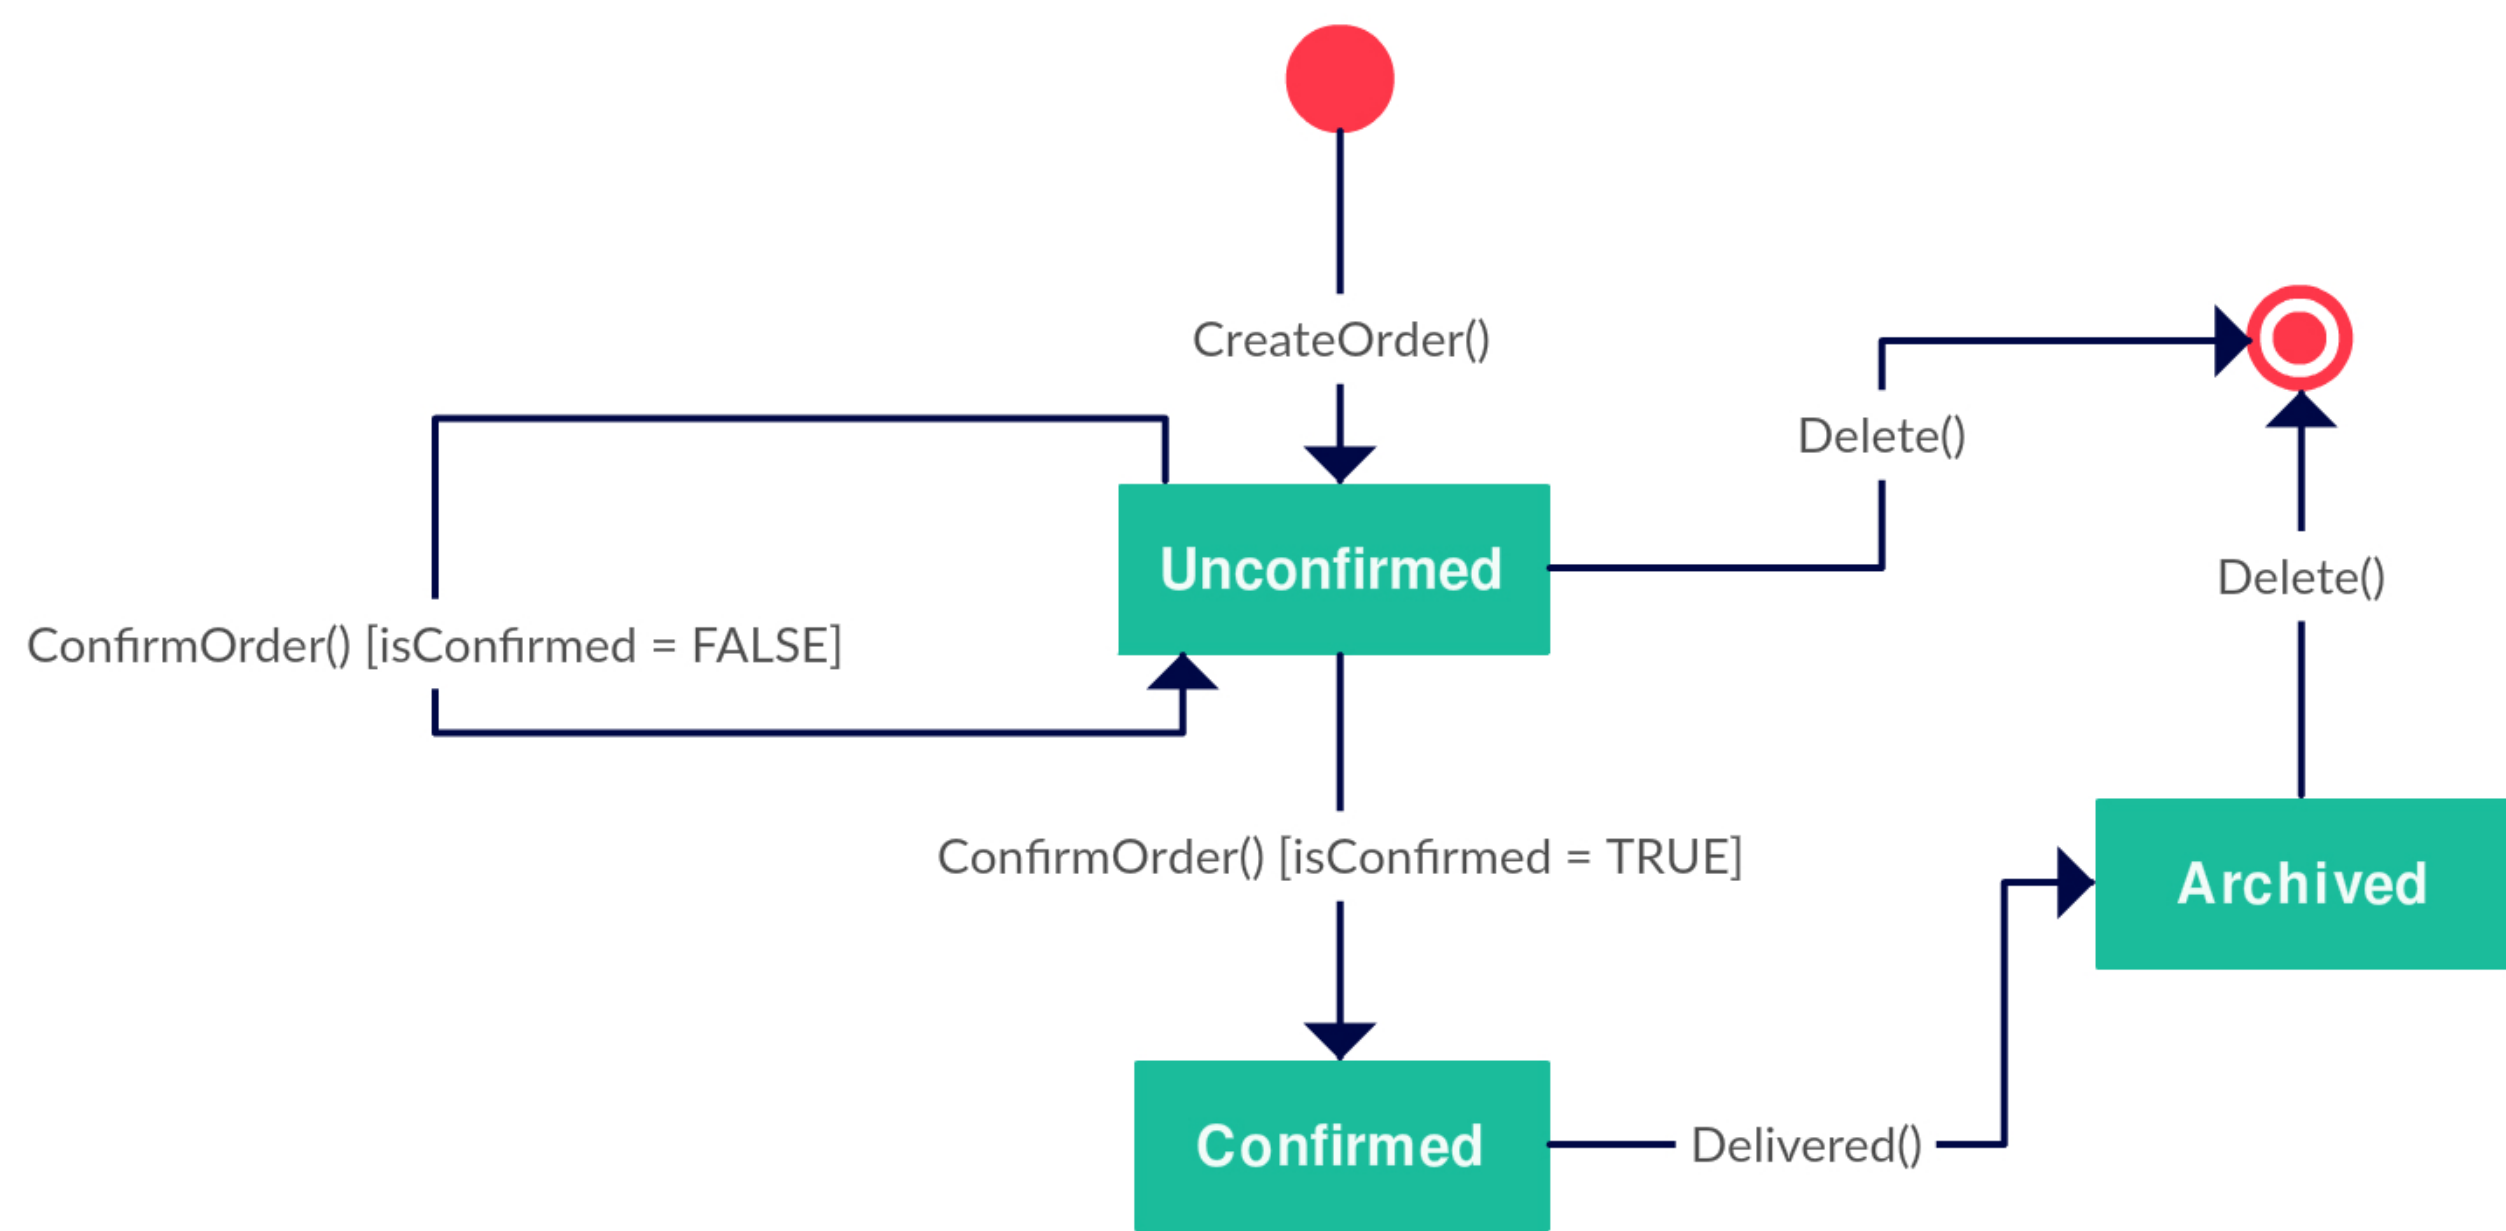 CreateOrder()
Delete()
Unconfirmed
Delete()
ConfirmOrder() [isConfirmed = FALSE]
ConfirmOrder() [isConfirmed = TRUE]
Archived
Confirmed
Delivered()